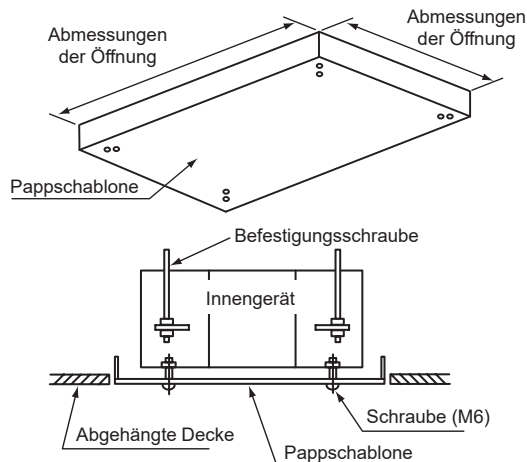 Abmessungen
der Öffnung
Abmessungen
der Öffnung
Pappschablone
Befestigungsschraube
Innengerät
Schraube (M6)
Abgehängte Decke
Pappschablone